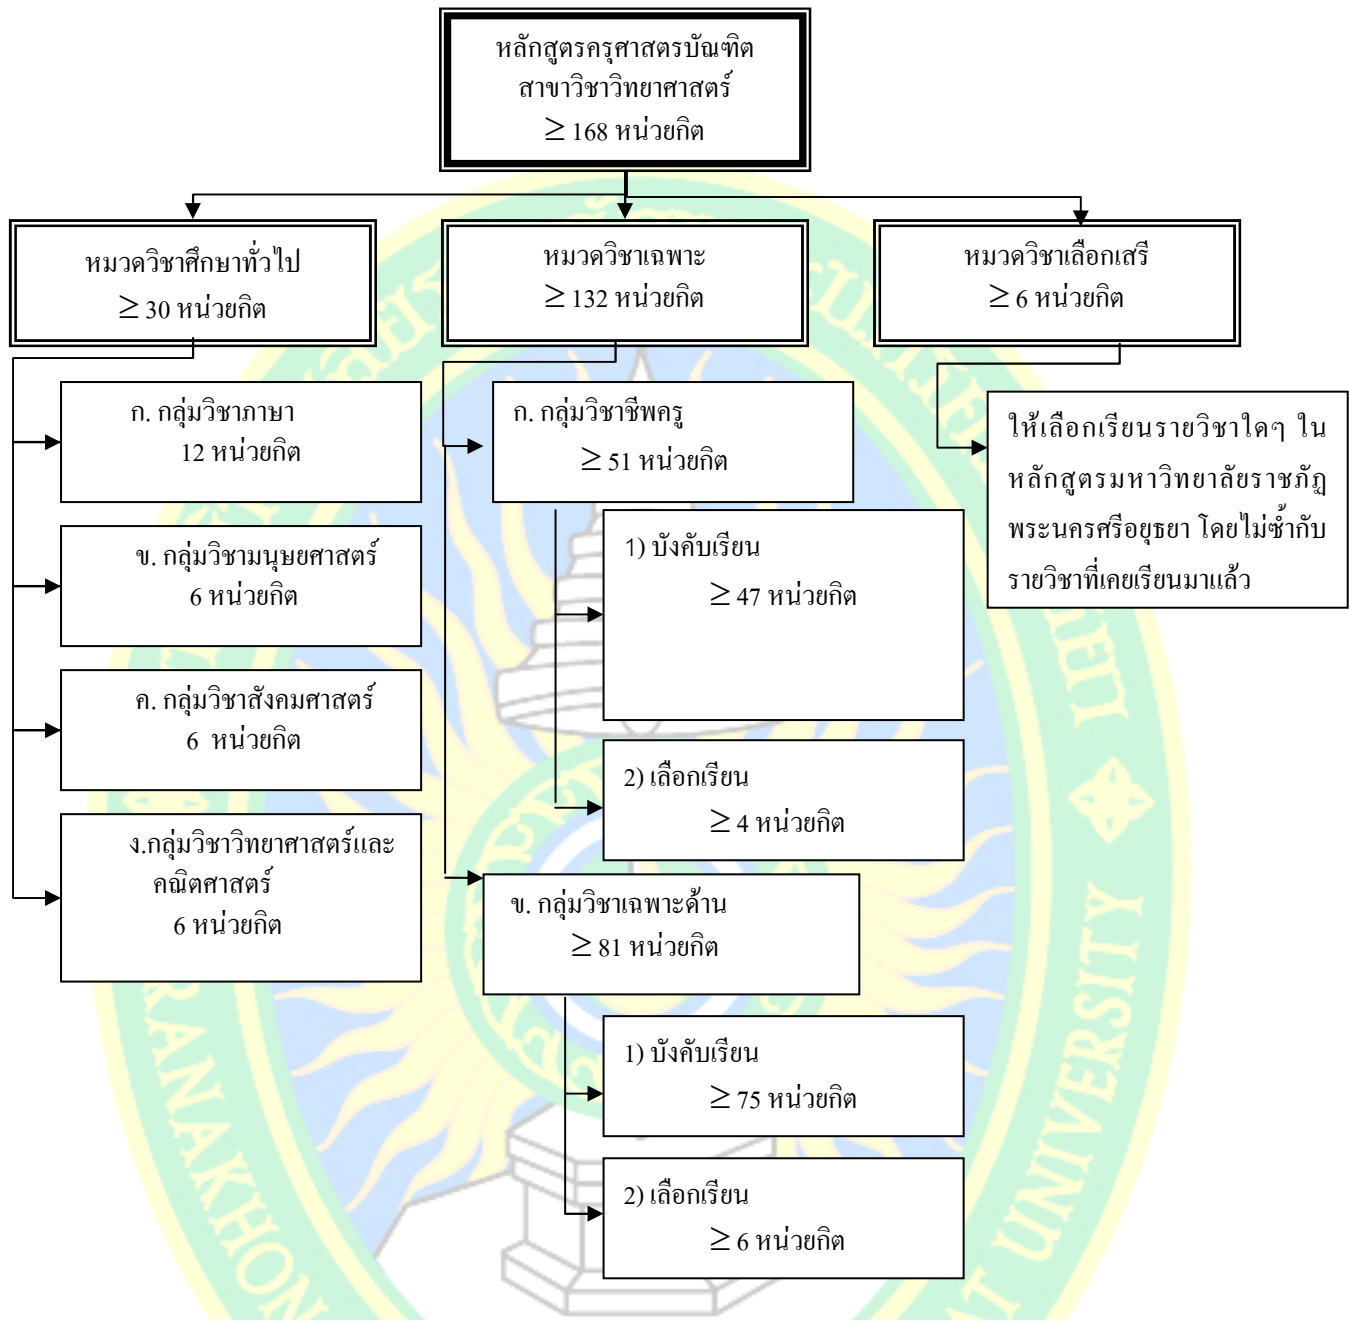 หลักสูตรครุศาสตรบัณฑิต
สาขาวิชาวิทยาศาสตร์
≥ 168 หน่วยกิต
หมวดวิชาศึกษาทั่วไป
≥ 30 หน่วยกิต
ก. กลุ่มวิชาภาษา
12 หน่วยกิต
ข. กลุ่มวิชามนุษยศาสตร์
6 หน่วยกิต
ค. กลุ่มวิชาสังคมศาสตร์
6 หน่วยกิต
ง.กลุ่มวิชาวิทยาศาสตร์และ
คณิตศาสตร์
6 หน่วยกิต
หมวดวิชาเฉพาะ
≥ 132 หน่วยกิต
ก. กลุ่มวิชาชีพครู
≥ 51 หน่วยกิต
1) บังคับเรียน
≥ 47 หน่วยกิต
2) เลือกเรียน
≥ 4 หน่วยกิต
ข. กลุ่มวิชาเฉพาะด้าน
≥ 81 หน่วยกิต
1) บังคับเรียน
≥ 75 หน่วยกิต
2) เลือกเรียน
≥ 6 หน่วยกิต
หมวดวิชาเลือกเสรี
≥ 6 หน่วยกิต
ให้เลือกเรียนรายวิชาใดๆ ใน
หลักสูตรมหาวิทยาลัยราชภัฏ
พระนครศรีอยุธยา โดยไม่ซ้ำกับ
รายวิชาที่เคยเรียนมาแล้ว
RANAKHON
AT UNIVERSITY